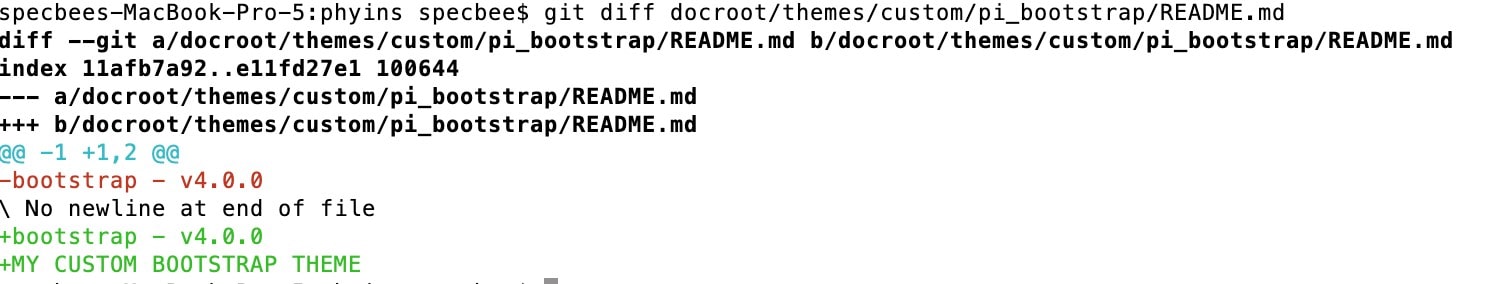 specbees-MacBook-Pro-5:phyins specbee$ git diff docroot/themes/custom/pi_bootstrap/README.md
diff --git a/docroot/themes/custom/pi_bootstrap/README.md b/docroot/themes/custom/pi_bootstrap/README.md
index 11afb7a92..e11fd27e1 100644
--- a/docroot/themes/custom/pi_bootstrap/README.md
+++ b/docroot/themes/custom/pi_bootstrap/README.md
@@ -1 +1,2 @@
-bootstrap - v4.0.0
\ No newline at end of file
+bootstrap - v4.0.0
+MY CUSTOM BOOTSTRAP THEME